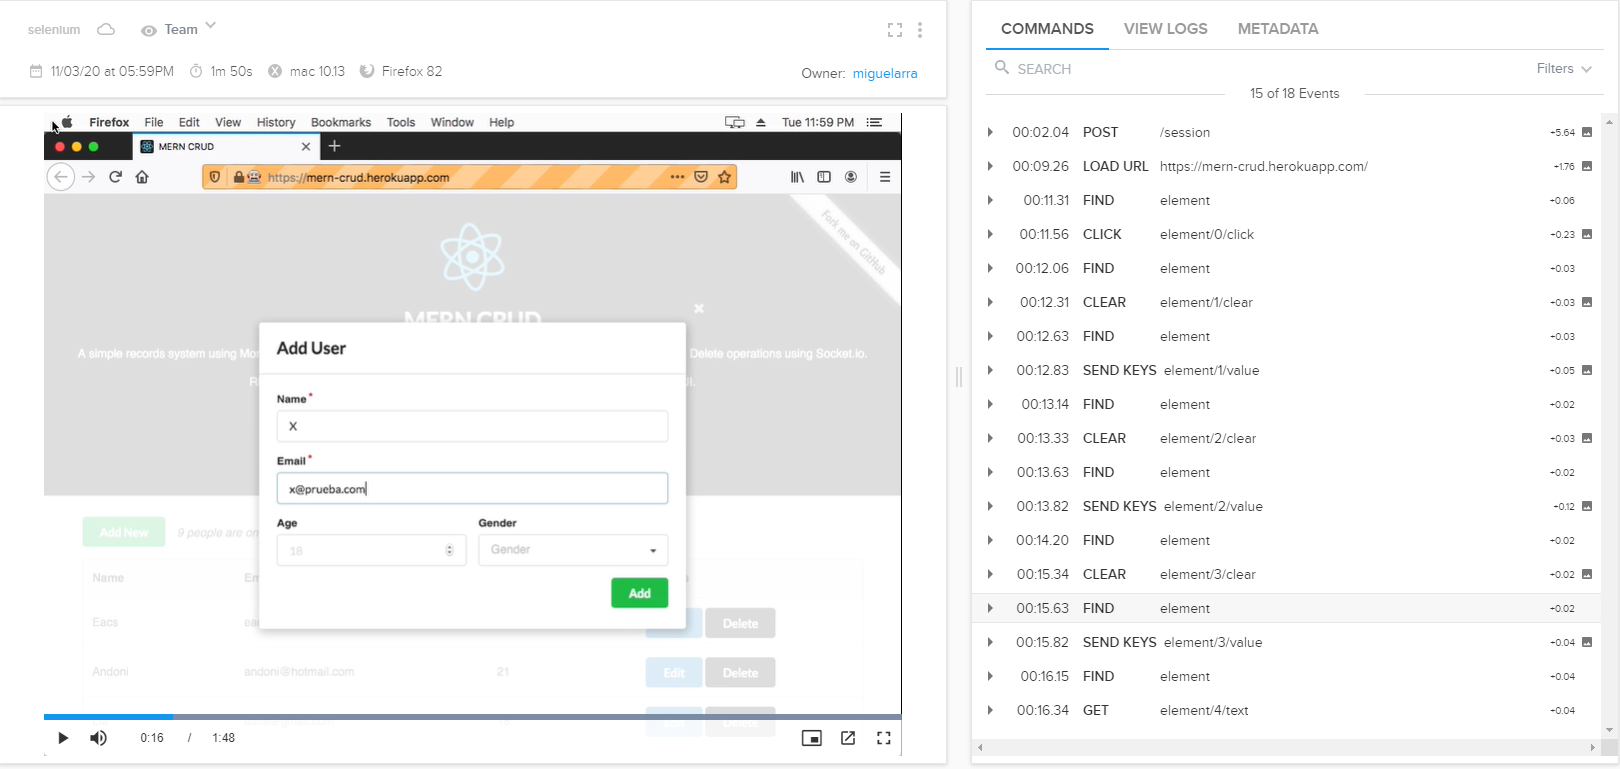 selenium Team
11/03/20 at 05:59PM 1m 50s mac 10.13 Firefox 82
Owner: miguelarra
Firefox File Edit View History Bookmarks Tools Window Help Tue 11:59 PM
MERN CRUD
https://mern-crud.herokuapp.com
Fork me on GitHub
MERN CRUD
A simple records system using Delete operations using Socket.io.
Add User
Name *
X
Email *
x@prueba.com
Age Gender
18 Gender
Add
Add New 9 people are
Name
Eacs Delete
Andoni andoni@hotmail.com 21 Edit Delete
Edit Delete
0:16 / 1:48
COMMANDS VIEW LOGS METADATA
SEARCH Filters
15 of 18 Events
00:02.04 POST /session +5.64
00:09.26 LOAD URL https://mern-crud.herokuapp.com/ +1.76
00:11.31 FIND element +0.06
00:11.56 CLICK element/0/click +0.23
00:12.06 FIND element +0.03
00:12.31 CLEAR element/1/clear +0.03
00:12.63 FIND element +0.03
00:12.83 SEND KEYS element/1/value +0.05
00:13.14 FIND element +0.02
00:13.33 CLEAR element/2/clear +0.03
00:13.63 FIND element +0.02
00:13.82 SEND KEYS element/2/value +0.12
00:14.20 FIND element +0.02
00:15.34 CLEAR element/3/clear +0.02
00:15.63 FIND element +0.02
00:15.82 SEND KEYS element/3/value +0.04
00:16.15 FIND element +0.04
00:16.34 GET element/4/text +0.04